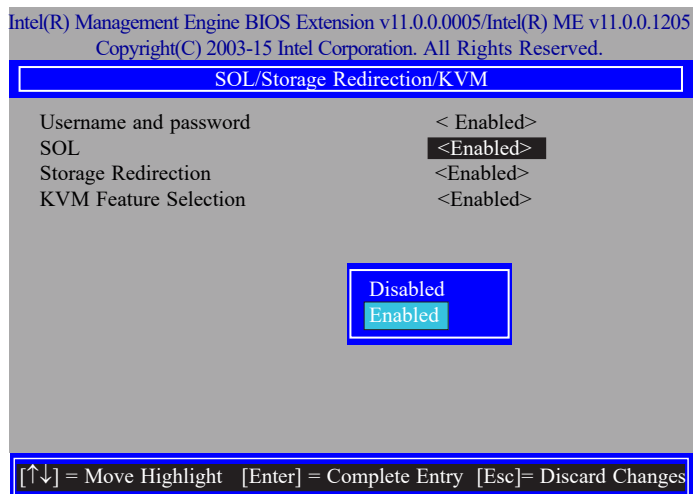 Intel(R) Management Engine BIOS Extension v11.0.0.0005/Intel(R) ME v11.0.0.1205
Copyright(C) 2003-15 Intel Corporation. All Rights Reserved.
SOL/Storage Redirection/KVM
Username and password < Enabled>
SOL <Enabled>
Storage Redirection <Enabled>
KVM Feature Selection <Enabled>
Disabled
Enabled
[↑↓] = Move Highlight [Enter] = Complete Entry [Esc]= Discard Changes